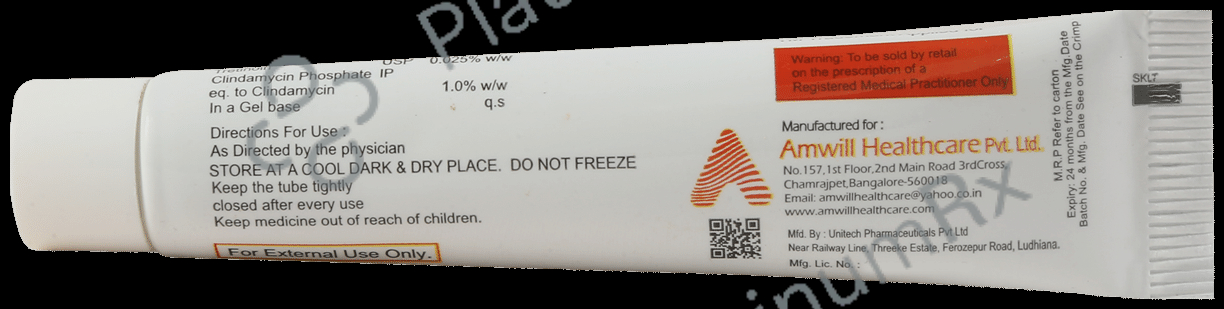 Tretinoin USP 0.025% w/w
Clindamycin Phosphate IP
eq. to Clindamycin 1.0% w/w
In a Gel base q.s
Directions For Use :
As Directed by the physician
STORE AT A COOL DARK & DRY PLACE. DO NOT FREEZE
Keep the tube tightly
closed after every use
Keep medicine out of reach of children.
For External Use Only.
Warning: To be sold by retail
on the prescription of a
Registered Medical Practitioner Only
Manufactured for :
Amwill Healthcare Pvt. Ltd.
No.157,1st Floor,2nd Main Road 3rdCross,
Chamrajpet,Bangalore-560018
Email: amwillhealthcare@yahoo.co.in
www.amwillhealthcare.com
Mfd. By : Unitech Pharmaceuticals Pvt Ltd
Near Railway Line, Threeke Estate, Ferozepur Road, Ludhiana.
Mfg. Lic. No. :
M.R.P Refer to carton
Expiry: 24 months from the Mfg.Date
Batch No. & Mfg. Date See on the Crimp
SKLT